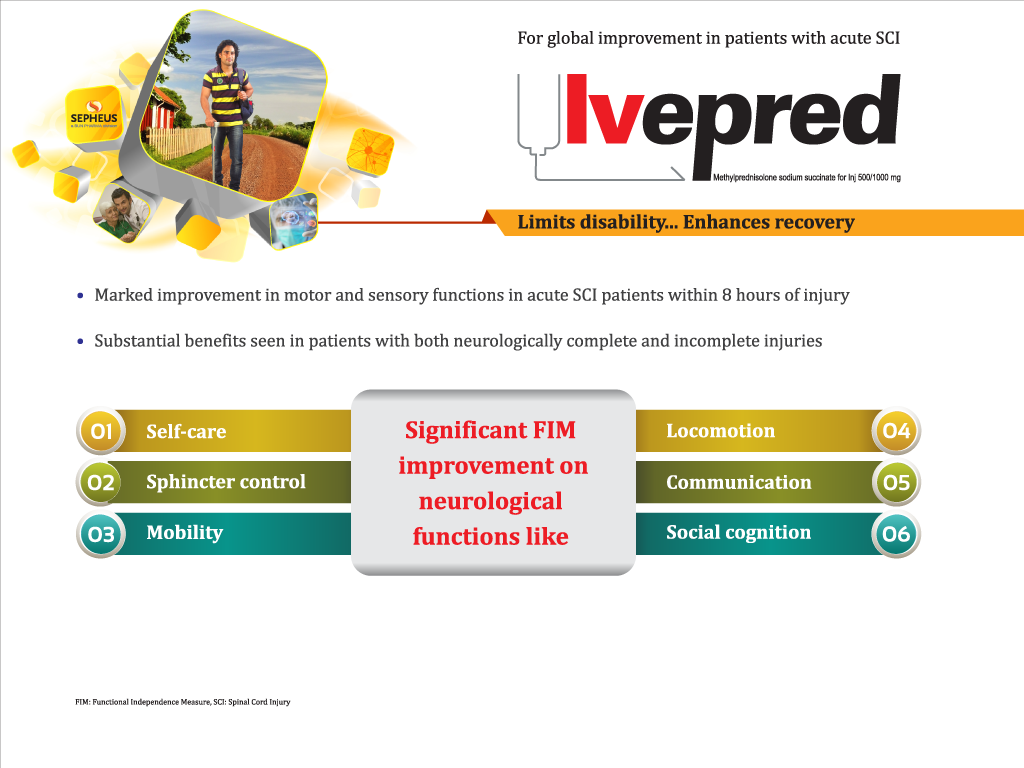 For global improvement in patients with acute SCI
SEPHEUS
Ivepred
Methylprednisolone sodium succinate for Inj 500/1000 mg
Limits disability... Enhances recovery
• Marked improvement in motor and sensory functions in acute SCI patients within 8 hours of injury
• Substantial benefits seen in patients with both neurologically complete and incomplete injuries
01 Self-care
02 Sphincter control
03 Mobility
Significant FIM
improvement on
neurological
functions like
Locomotion 04
Communication 05
Social cognition 06
FIM: Functional Independence Measure, SCI: Spinal Cord Injury